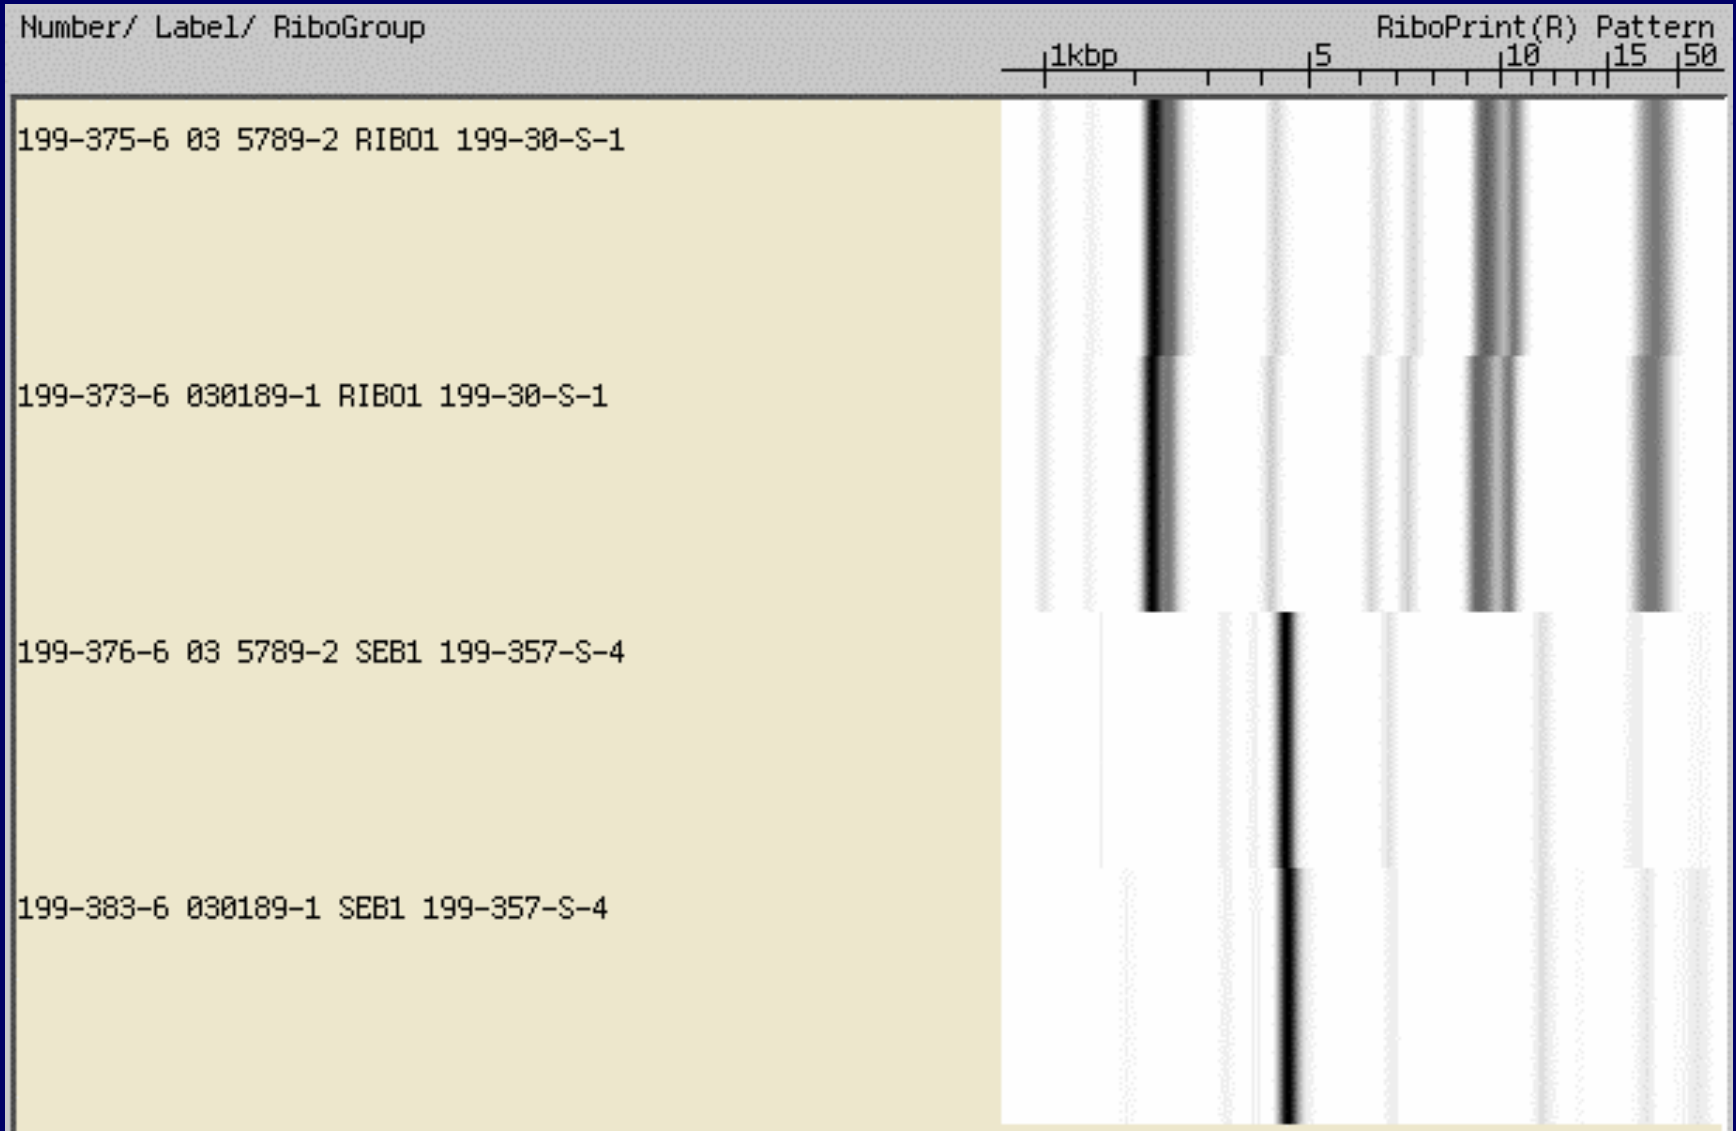 Number/ Label/ RiboGroup RiboPrint(R) Pattern
1kbp 5 10 15 50
199-375-6 03 5789-2 RIBO1 199-30-S-1
199-373-6 030189-1 RIBO1 199-30-S-1
199-376-6 03 5789-2 SEB1 199-357-S-4
199-383-6 030189-1 SEB1 199-357-S-4